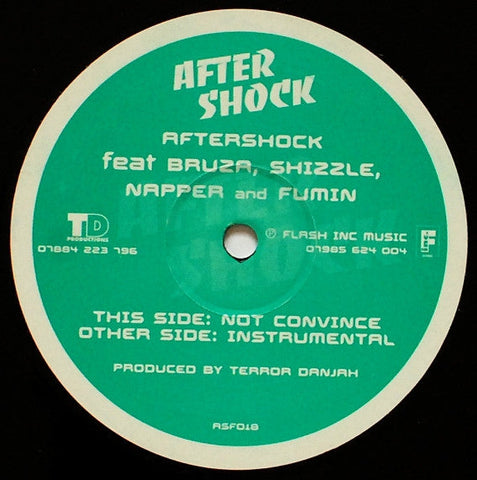 AFTER
SHOCK
AFTERSHOCK
feat BRUZA, SHIZZLE,
NAPPER and FUMIN
TD
PRODUCTIONS
07884 223 796
℗ FLASH INC MUSIC
07985 624 004
F
THIS SIDE: NOT CONVINCE
OTHER SIDE: INSTRUMENTAL
PRODUCED BY TERROR DANJAH
ASF018